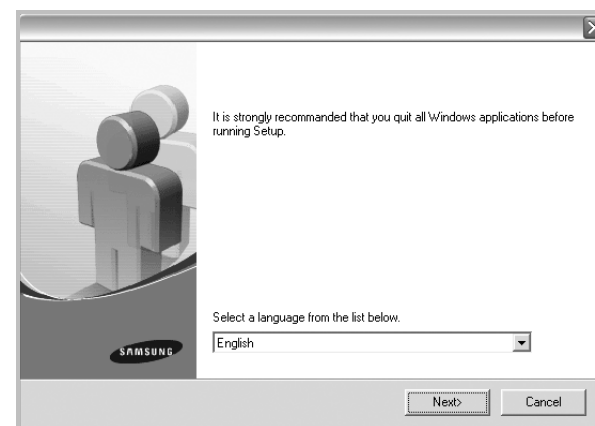 It is strongly recommanded that you quit all Windows applications before
running Setup.
Select a language from the list below.
SAMSUNG
English
Next>
Cancel